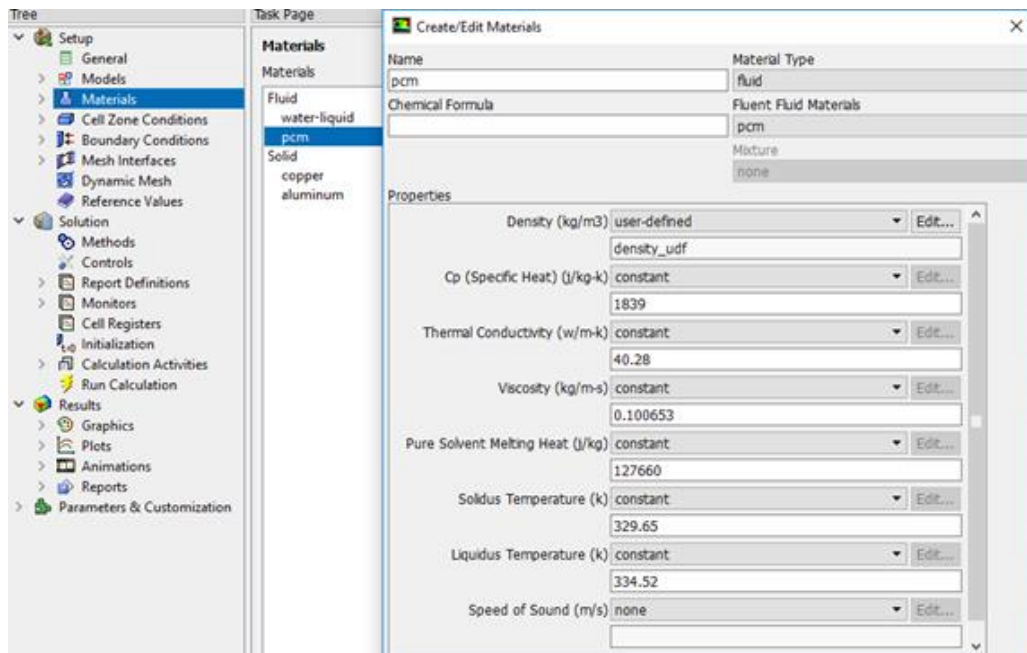 Tree
Setup
General
Models
Materials
Cell Zone Conditions
Boundary Conditions
Mesh Interfaces
Dynamic Mesh
Reference Values
Solution
Methods
Controls
Report Definitions
Monitors
Cell Registers
Initialization
Calculation Activities
Run Calculation
Results
Graphics
Plots
Animations
Reports
Parameters & Customization
Task Page
Materials
Materials
Fluid
water-liquid
pcm
Solid
copper
aluminum
Create/Edit Materials
Name
pcm
Material Type
fluid
Chemical Formula
Fluent Fluid Materials
pcm
Mixture
none
Properties
Density (kg/m3) user-defined Edit...
density_udf
Cp (Specific Heat) (j/kg-k) constant Edit...
1839
Thermal Conductivity (w/m-k) constant Edit...
40.28
Viscosity (kg/m-s) constant Edit...
0.100653
Pure Solvent Melting Heat (j/kg) constant Edit...
127660
Solidus Temperature (k) constant Edit...
329.65
Liquidus Temperature (k) constant Edit...
334.52
Speed of Sound (m/s) none Edit...